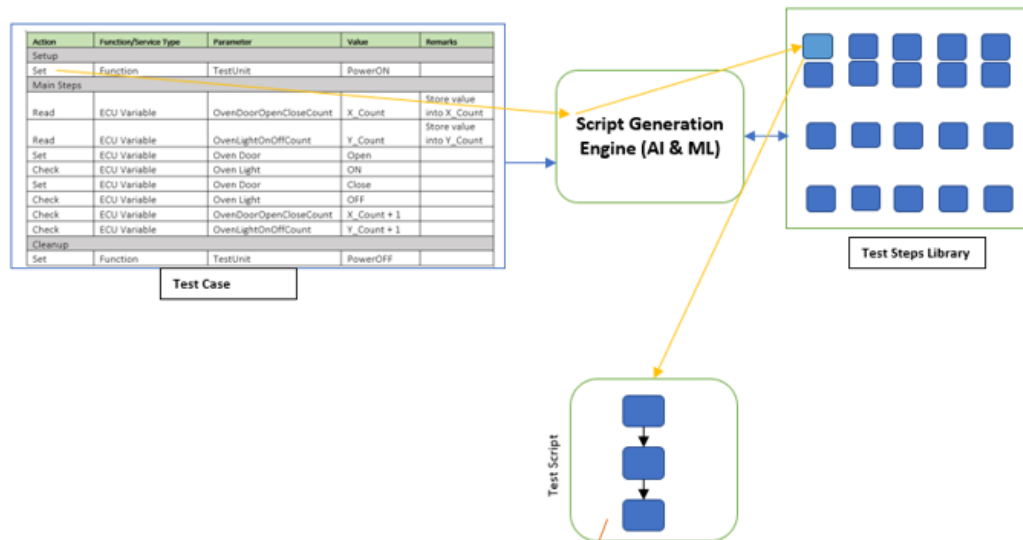 Action Function/Service Type Parameter Value Remarks
Setup
Set Function TestUnit PowerON
Main Steps
Read ECU Variable OvenDoorOpenCloseCount X_Count Store value into X_Count
Read ECU Variable OvenLightOnOffCount Y_Count Store value into Y_Count
Set ECU Variable Oven Door Open
Check ECU Variable Oven Light ON
Set ECU Variable Oven Door Close
Check ECU Variable Oven Light OFF
Check ECU Variable OvenDoorOpenCloseCount X_Count + 1
Check ECU Variable OvenLightOnOffCount Y_Count + 1
Cleanup
Set Function TestUnit PowerOFF
Test Case
Script Generation
Engine (AI & ML)
Test Steps Library
Test Script